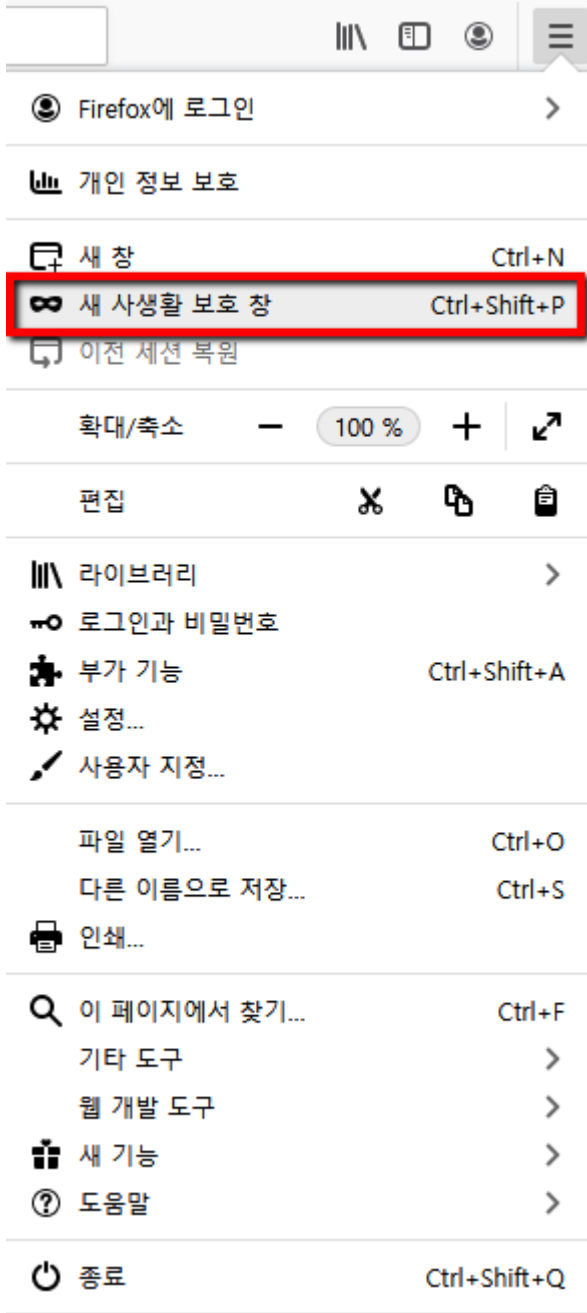 Firefox에 로그인
개인 정보 보호
새 창 Ctrl+N
새 사생활 보호 창 Ctrl+Shift+P
이전 세션 복원
확대/축소 100 %
편집
라이브러리
로그인과 비밀번호
부가 기능 Ctrl+Shift+A
설정...
사용자 지정...
파일 열기... Ctrl+O
다른 이름으로 저장... Ctrl+S
인쇄...
이 페이지에서 찾기... Ctrl+F
기타 도구
웹 개발 도구
새 기능
도움말
종료 Ctrl+Shift+Q